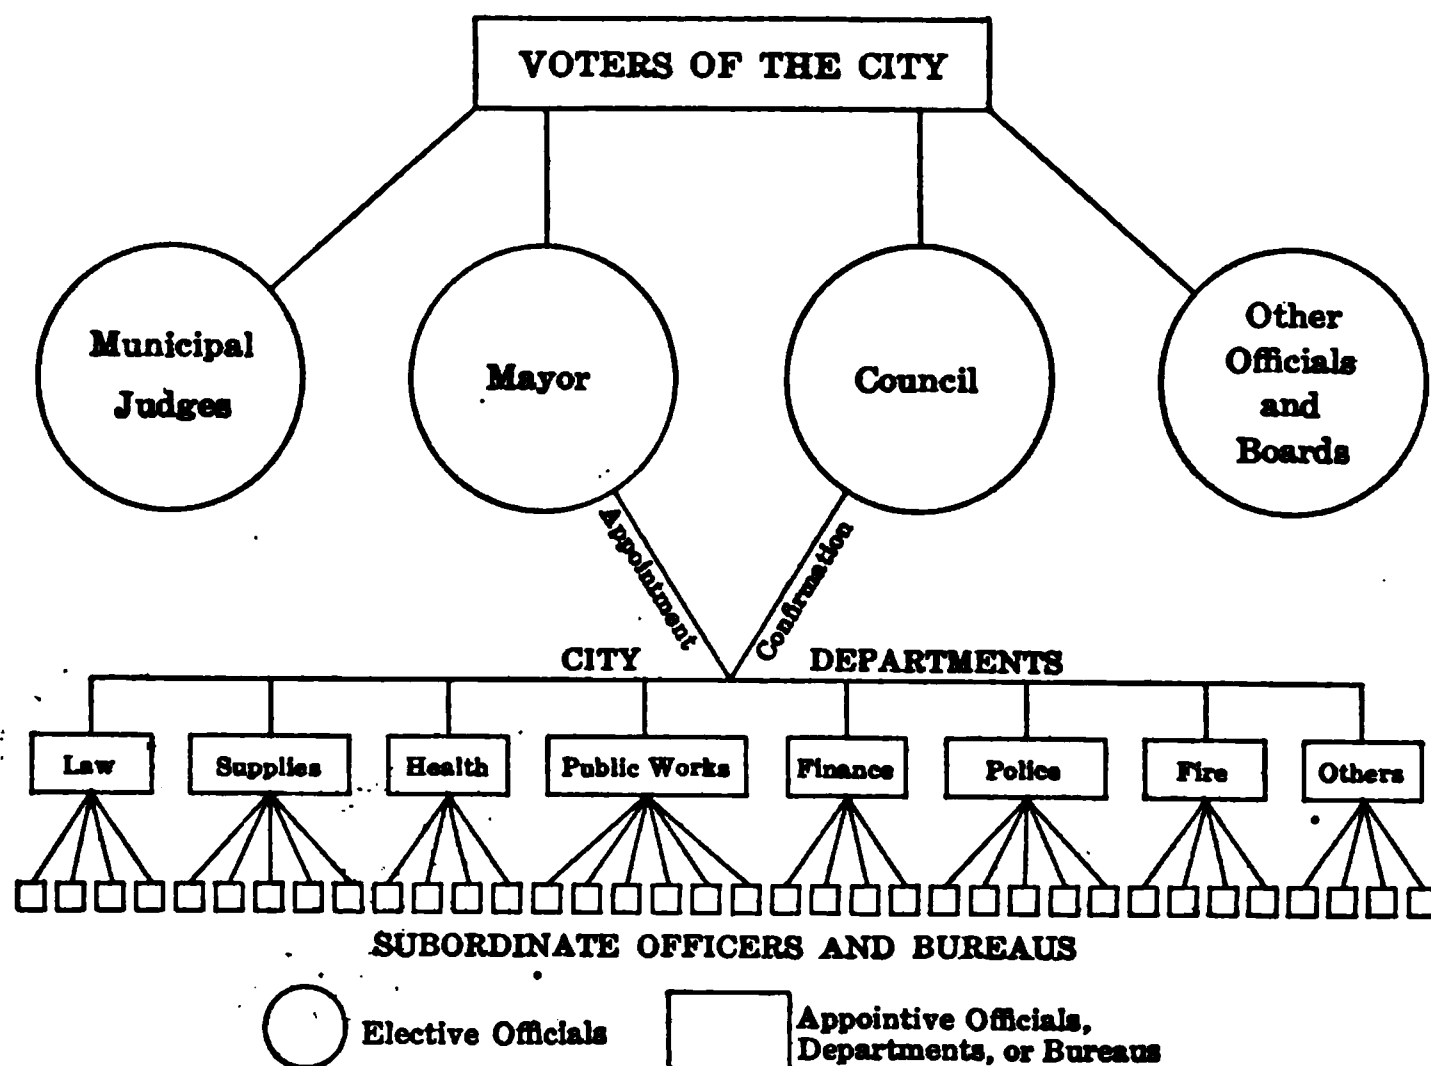 VOTERS OF THE CITY
Municipal
Judges
Mayor
Council
Other
Officials
and
Boards
Appointment
Confirmation
CITY DEPARTMENTS
Law
Supplies
Health
Public Works
Finance
Police
Fire
Others
SUBORDINATE OFFICERS AND BUREAUS
Elective Officials
Appointive Officials,
Departments, or Bureaus